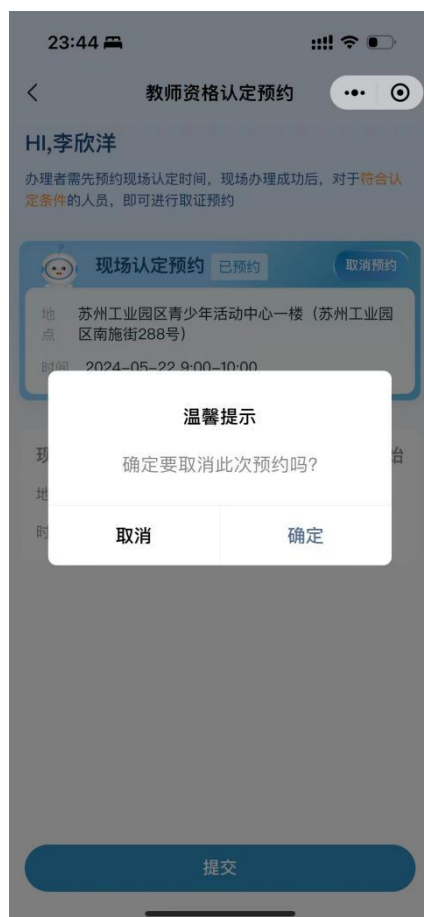 23:44
教师资格认定预约
HI,李欣洋
办理者需先预约现场认定时间，现场办理成功后，对于符合认
定条件的人员，即可进行取证预约
现场认定预约 已预约 取消预约
地 苏州工业园区青少年活动中心一楼（苏州工业园
点 区南施街288号）
时间 2024-05-22 9:00-10:00
温馨提示
现 始
确定要取消此次预约吗?
地
时
取消 确定
提交